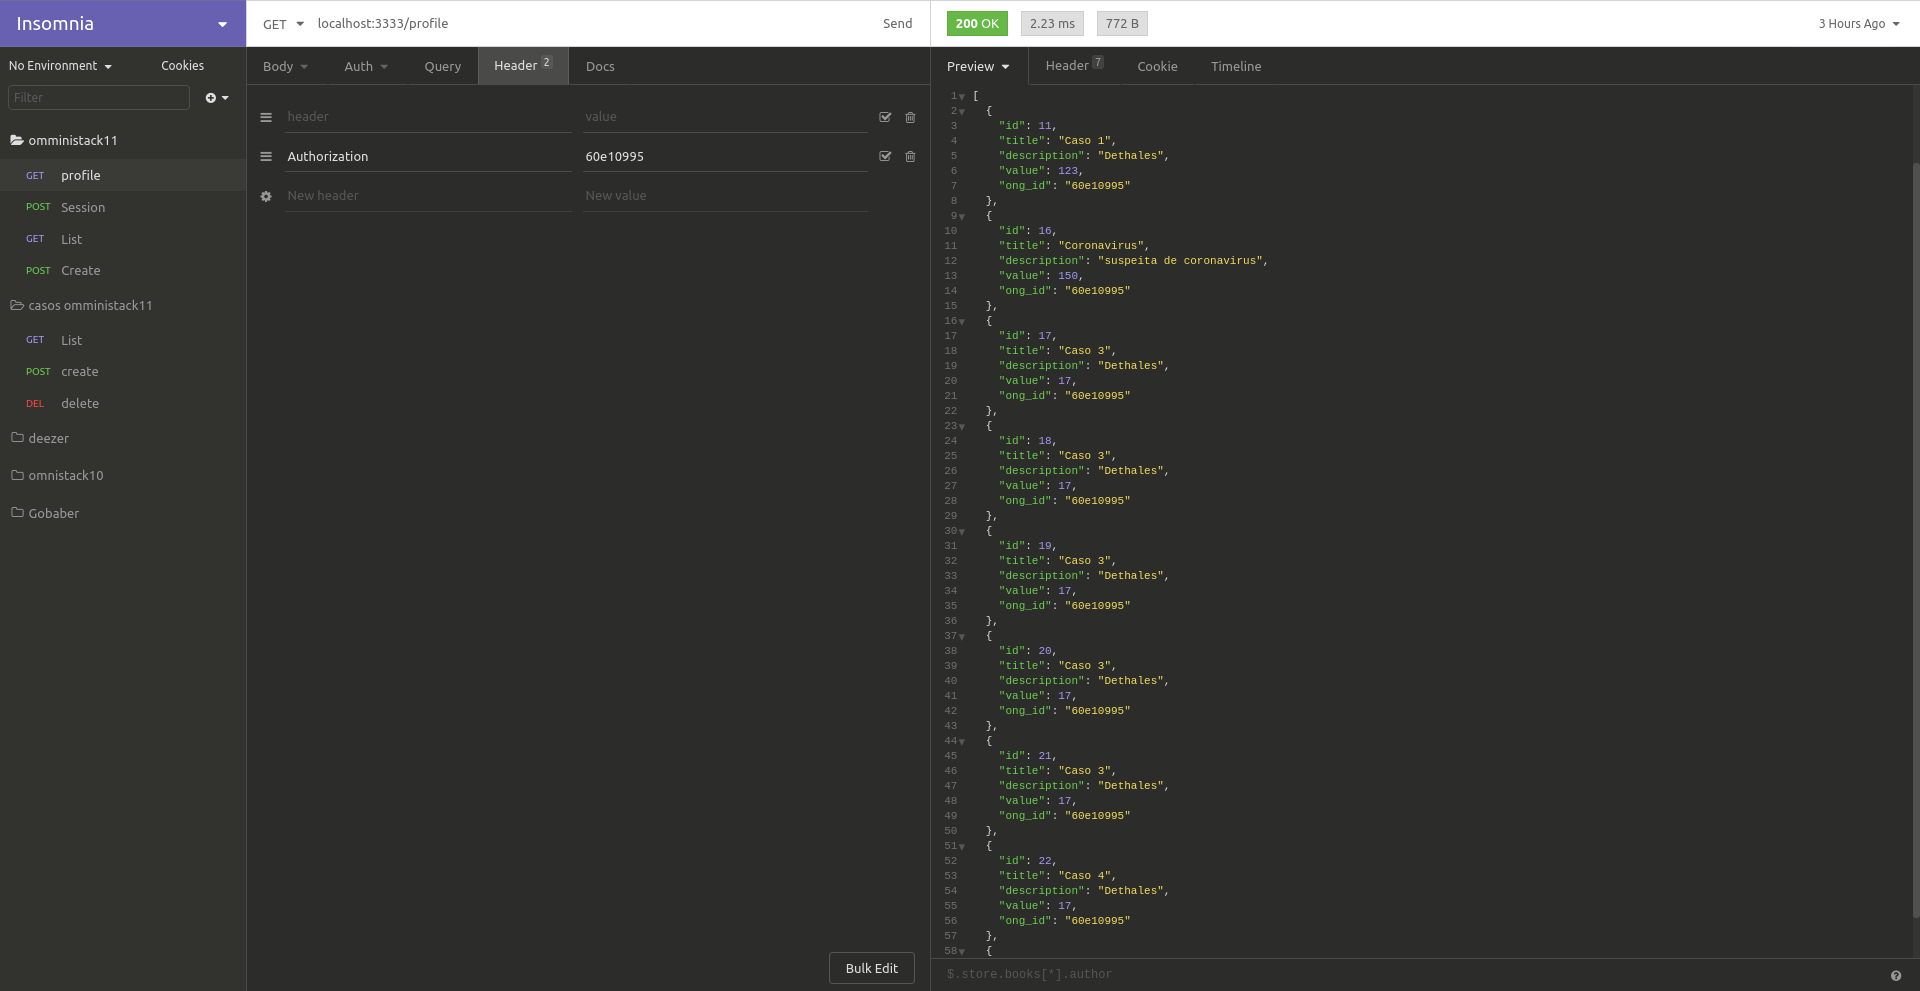 Insomnia
GET localhost:3333/profile Send
200 OK 2.23 ms 772 B 3 Hours Ago
No Environment Cookies
Filter
omministack11
GET profile
POST Session
GET List
POST Create
casos omministack11
GET List
POST create
DEL delete
deezer
omnistack10
Gobaber
Body Auth Query Header 2 Docs
header value
Authorization 60e10995
New header New value
Bulk Edit
Preview Header 7 Cookie Timeline
1 [
2 {
3 "id": 11,
4 "title": "Caso 1",
5 "description": "Dethales",
6 "value": 123,
7 "ong_id": "60e10995"
8 },
9 {
10 "id": 16,
11 "title": "Coronavirus",
12 "description": "suspeita de coronavirus",
13 "value": 150,
14 "ong_id": "60e10995"
15 },
16 {
17 "id": 17,
18 "title": "Caso 3",
19 "description": "Dethales",
20 "value": 17,
21 "ong_id": "60e10995"
22 },
23 {
24 "id": 18,
25 "title": "Caso 3",
26 "description": "Dethales",
27 "value": 17,
28 "ong_id": "60e10995"
29 },
30 {
31 "id": 19,
32 "title": "Caso 3",
33 "description": "Dethales",
34 "value": 17,
35 "ong_id": "60e10995"
36 },
37 {
38 "id": 20,
39 "title": "Caso 3",
40 "description": "Dethales",
41 "value": 17,
42 "ong_id": "60e10995"
43 },
44 {
45 "id": 21,
46 "title": "Caso 3",
47 "description": "Dethales",
48 "value": 17,
49 "ong_id": "60e10995"
50 },
51 {
52 "id": 22,
53 "title": "Caso 4",
54 "description": "Dethales",
55 "value": 17,
56 "ong_id": "60e10995"
57 },
58 {
$.store.books[*].author